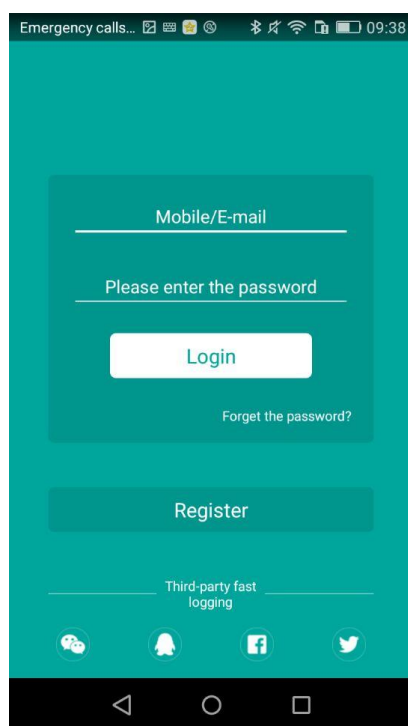 Emergency calls... 09:38
Mobile/E-mail
Please enter the password
Login
Forget the password?
Register
Third-party fast
logging